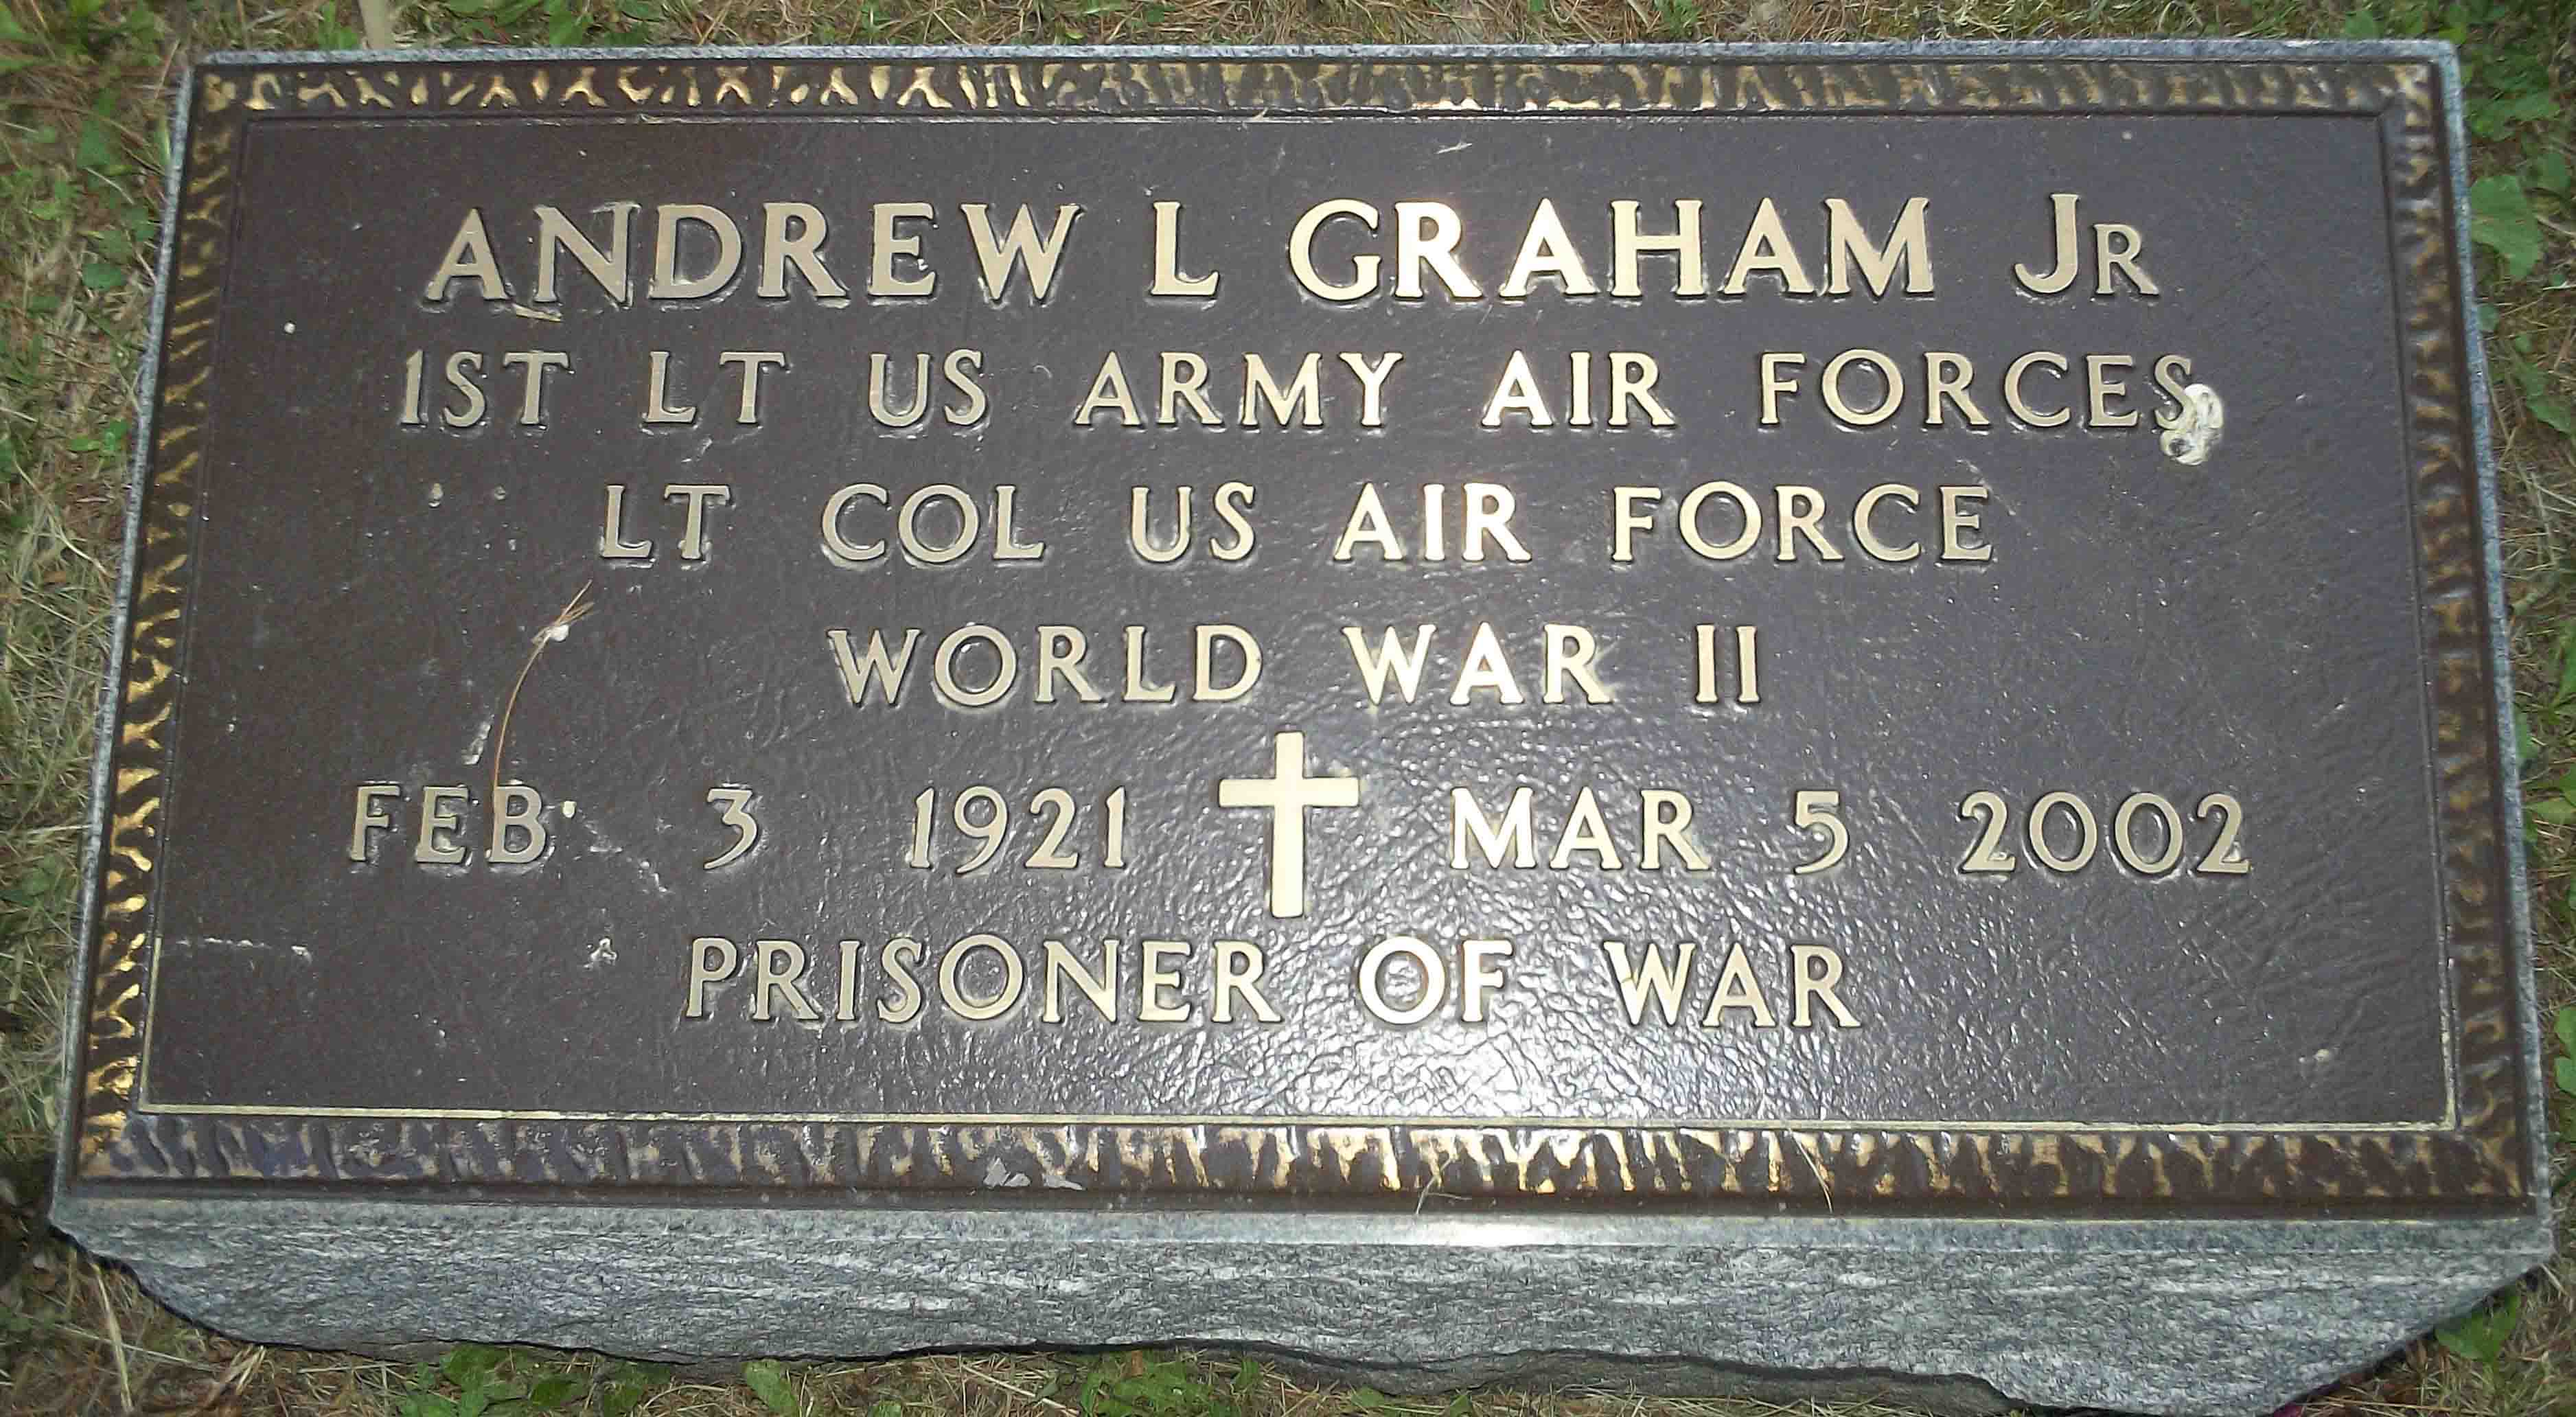 ANDREW L GRAHAM JR
1ST LT US ARMY AIR FORCES
LT COL US AIR FORCE
WORLD WAR II
FEB 3 1921 MAR 5 2002
PRISONER OF WAR